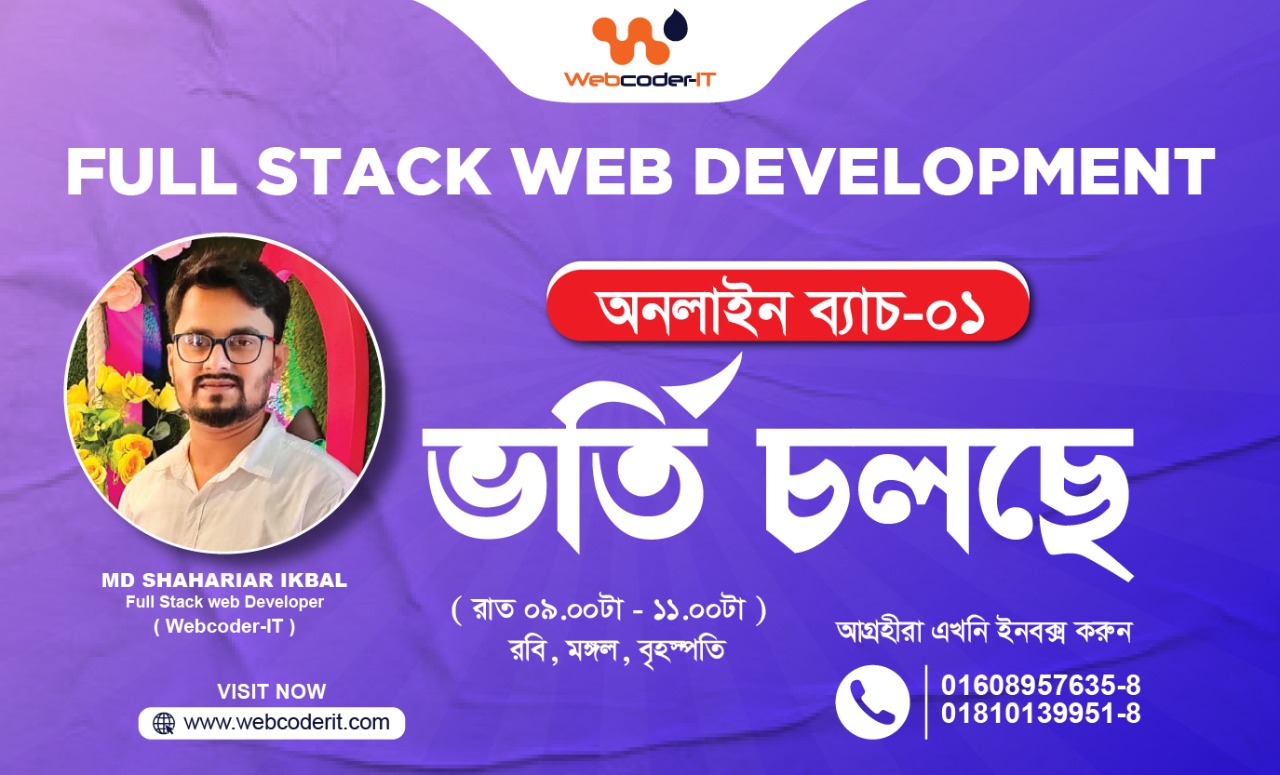 Webcoder-IT
FULL STACK WEB DEVELOPMENT
অনলাইন ব্যাচ-০১
ভর্তি চলছে
MD SHAHARIAR IKBAL
Full Stack web Developer
( Webcoder-IT )
( রাত ০৯.০০টা - ১১.০০টা )
রবি, মঙ্গল, বৃহস্পতি
আগ্রহীরা এখনি ইনবক্স করুন
01608957635-8
01810139951-8
VISIT NOW
www.webcoderit.com